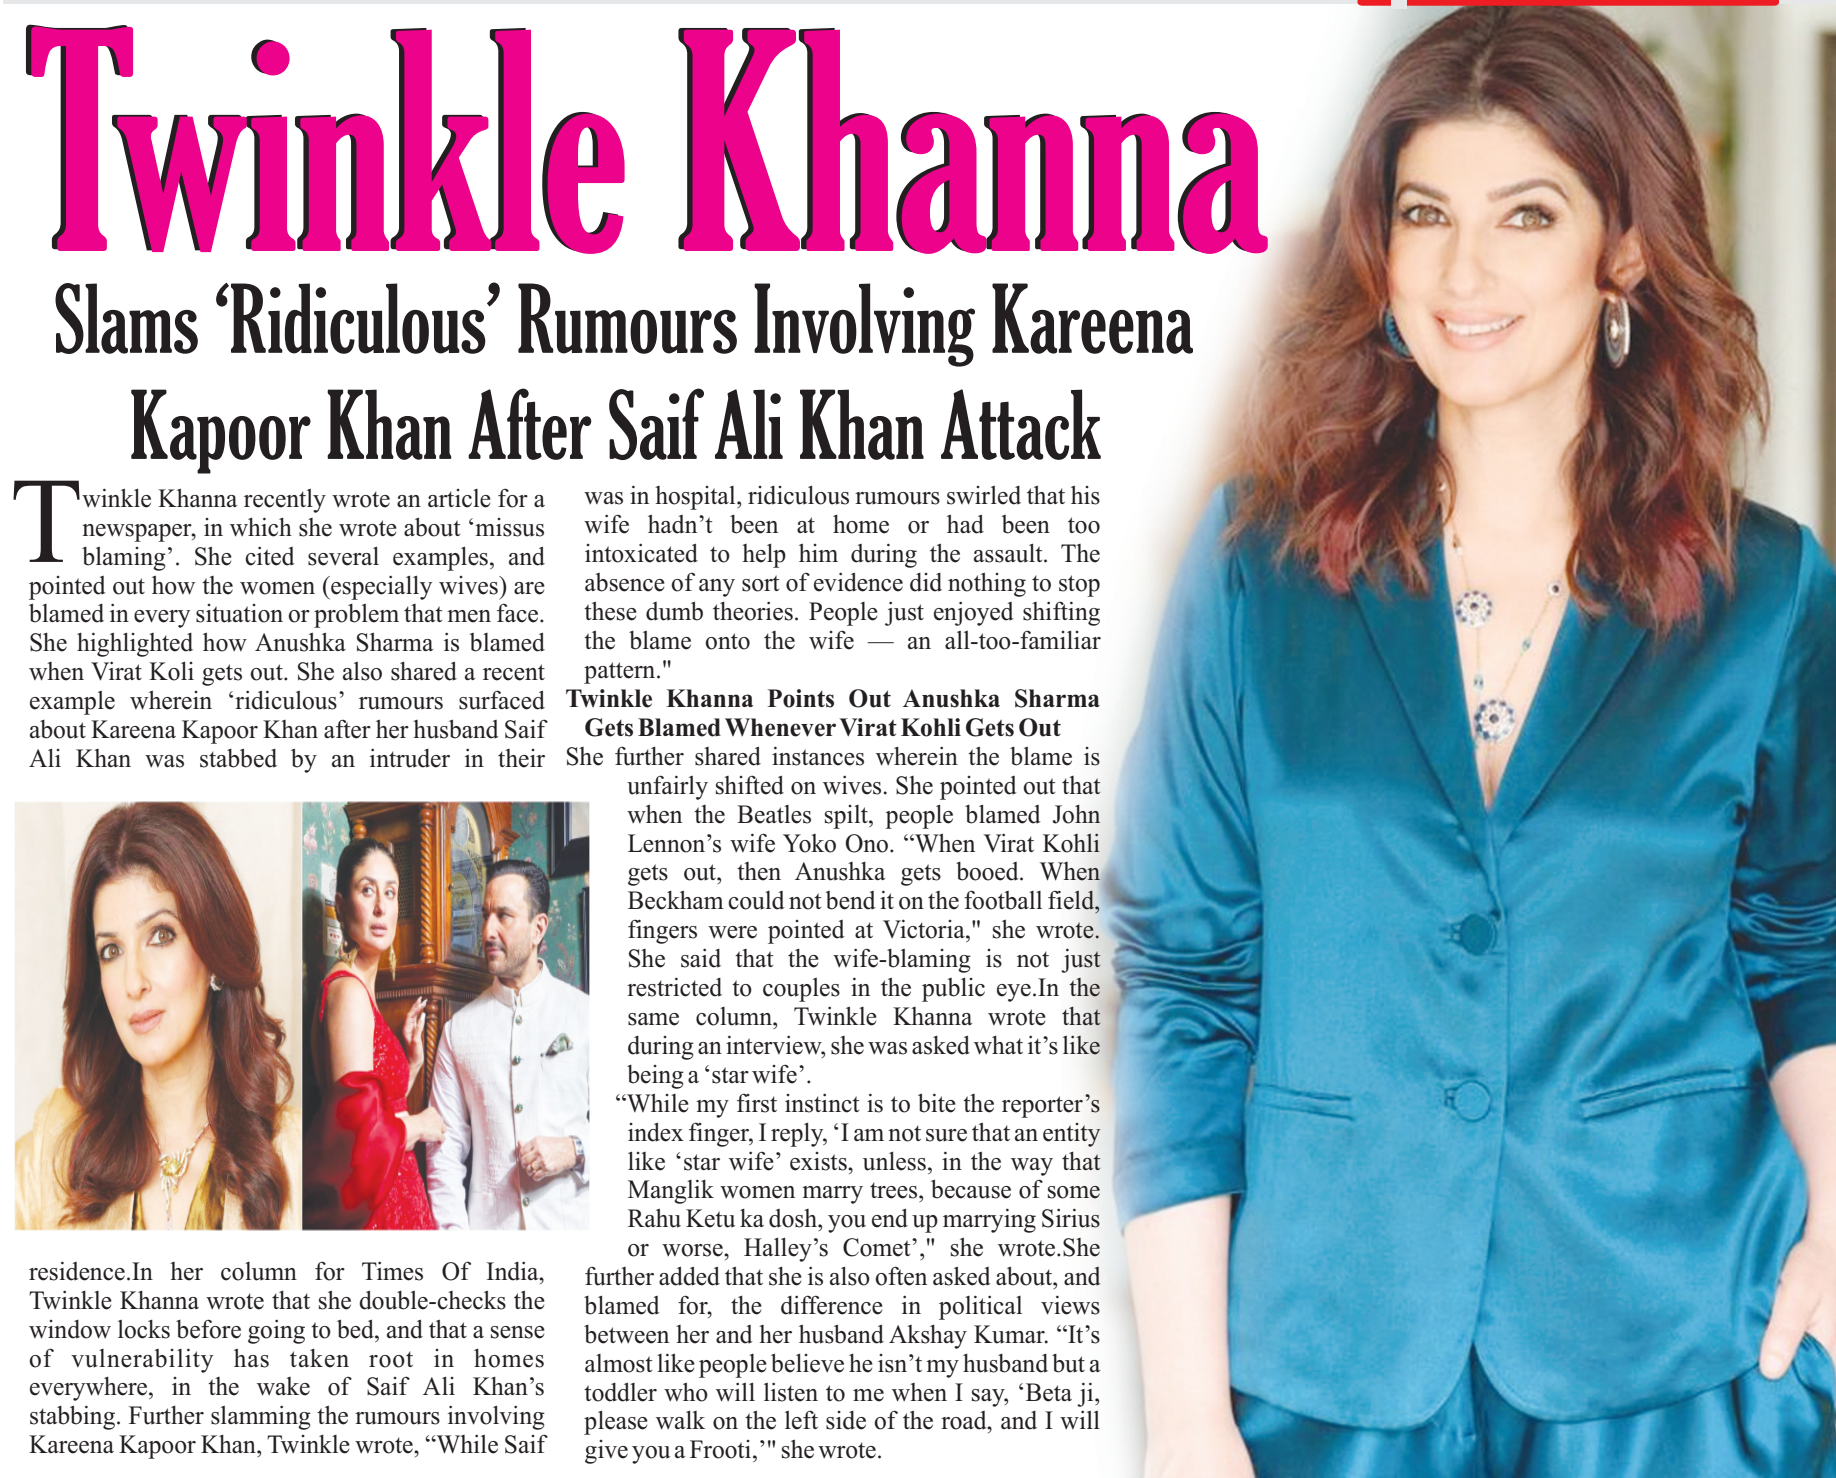 Twinkle Khanna
Slams ‘Ridiculous’ Rumours Involving Kareena
Kapoor Khan After Saif Ali Khan Attack
Twinkle Khanna recently wrote an article for a
newspaper, in which she wrote about ‘missus
blaming’. She cited several examples, and
pointed out how the women (especially wives) are
blamed in every situation or problem that men face.
She highlighted how Anushka Sharma is blamed
when Virat Koli gets out. She also shared a recent
example wherein ‘ridiculous’ rumours surfaced
about Kareena Kapoor Khan after her husband Saif
Ali Khan was stabbed by an intruder in their
residence.In her column for Times Of India,
Twinkle Khanna wrote that she double-checks the
window locks before going to bed, and that a sense
of vulnerability has taken root in homes
everywhere, in the wake of Saif Ali Khan’s
stabbing. Further slamming the rumours involving
Kareena Kapoor Khan, Twinkle wrote, “While Saif
was in hospital, ridiculous rumours swirled that his
wife hadn’t been at home or had been too
intoxicated to help him during the assault. The
absence of any sort of evidence did nothing to stop
these dumb theories. People just enjoyed shifting
the blame onto the wife — an all-too-familiar
pattern."
Twinkle Khanna Points Out Anushka Sharma
Gets Blamed Whenever Virat Kohli Gets Out
She further shared instances wherein the blame is
unfairly shifted on wives. She pointed out that
when the Beatles spilt, people blamed John
Lennon’s wife Yoko Ono. “When Virat Kohli
gets out, then Anushka gets booed. When
Beckham could not bend it on the football field,
fingers were pointed at Victoria," she wrote.
She said that the wife-blaming is not just
restricted to couples in the public eye.In the
same column, Twinkle Khanna wrote that
during an interview, she was asked what it’s like
being a ‘star wife’.
“While my first instinct is to bite the reporter’s
index finger, I reply, ‘I am not sure that an entity
like ‘star wife’ exists, unless, in the way that
Manglik women marry trees, because of some
Rahu Ketu ka dosh, you end up marrying Sirius
or worse, Halley’s Comet’," she wrote.She
further added that she is also often asked about, and
blamed for, the difference in political views
between her and her husband Akshay Kumar. “It’s
almost like people believe he isn’t my husband but a
toddler who will listen to me when I say, ‘Beta ji,
please walk on the left side of the road, and I will
give you a Frooti,’" she wrote.